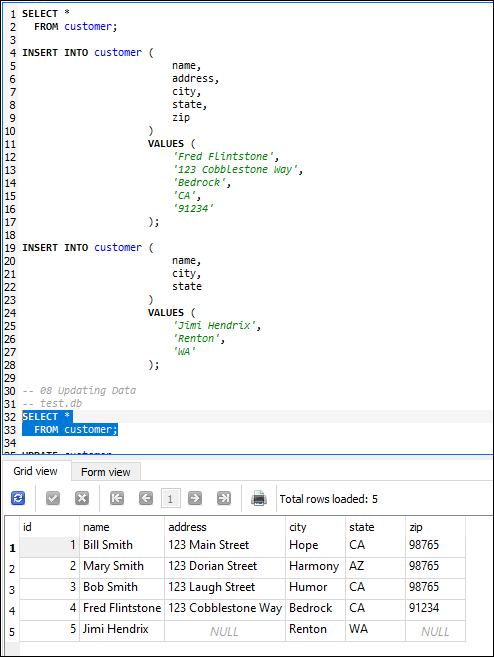 1 SELECT *
2 FROM customer;
3
4 INSERT INTO customer (
5 name,
6 address,
7 city,
8 state,
9 zip
10 )
11 VALUES (
12 'Fred Flintstone',
13 '123 Cobblestone Way',
14 'Bedrock',
15 'CA',
16 '91234'
17 );
18
19 INSERT INTO customer (
20 name,
21 city,
22 state
23 )
24 VALUES (
25 'Jimi Hendrix',
26 'Renton',
27 'WA'
28 );
29
30 -- 08 Updating Data
31 -- test.db
32 SELECT *
33 FROM customer;
34
Grid view Form view
1 Total rows loaded: 5
id name address city state zip
1 1 Bill Smith 123 Main Street Hope CA 98765
2 2 Mary Smith 123 Dorian Street Harmony AZ 98765
3 3 Bob Smith 123 Laugh Street Humor CA 98765
4 4 Fred Flintstone 123 Cobblestone Way Bedrock CA 91234
5 5 Jimi Hendrix NULL Renton WA NULL